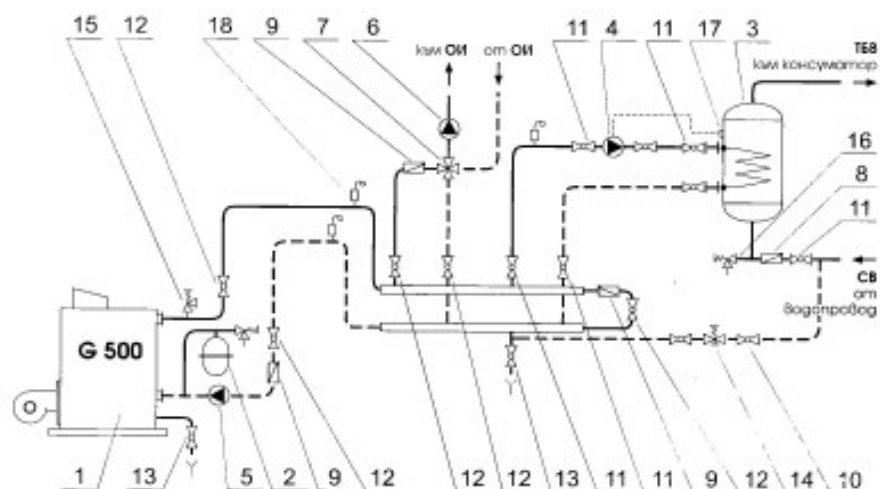 15 12 18 9 7 6 11 4 11 17 3
към ОИ
от ОИ
ТБВ
към консуматор
16
8
11
СВ
от
водопровод
G 500
1 13 5 2 9 12 12 12 13 11 11 9 12 14 10